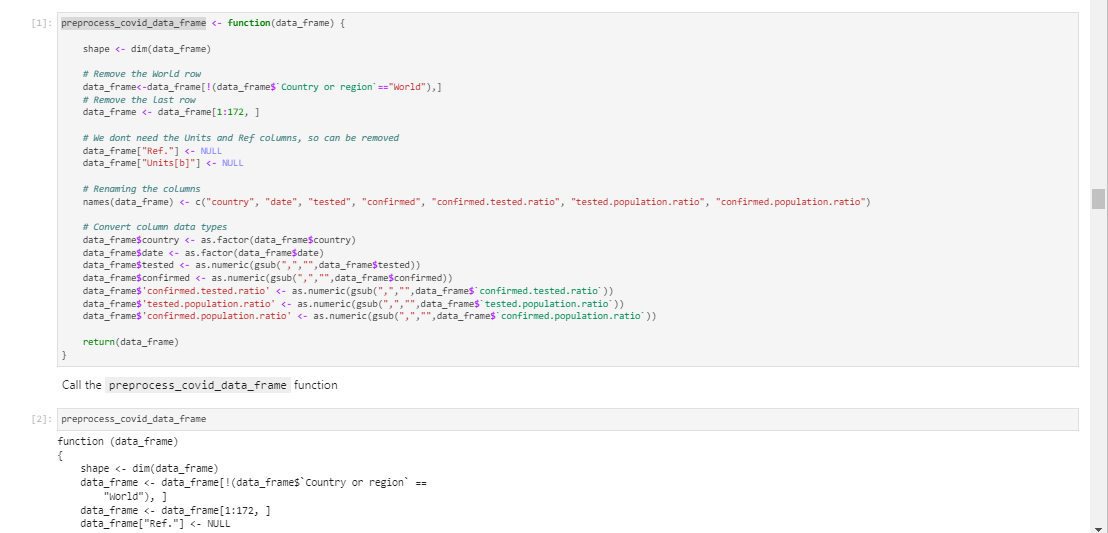 [1]: preprocess_covid_data_frame <- function(data_frame) {
shape <- dim(data_frame)
# Remove the World row
data_frame<-data_frame[!(data_frame$`Country or region`=="World"),]
# Remove the last row
data_frame <- data_frame[1:172, ]
# We dont need the Units and Ref columns, so can be removed
data_frame["Ref."] <- NULL
data_frame["Units[b]"] <- NULL
# Renaming the columns
names(data_frame) <- c("country", "date", "tested", "confirmed", "confirmed.tested.ratio", "tested.population.ratio", "confirmed.population.ratio")
# Convert column data types
data_frame$country <- as.factor(data_frame$country)
data_frame$date <- as.factor(data_frame$date)
data_frame$tested <- as.numeric(gsub(",","",data_frame$tested))
data_frame$confirmed <- as.numeric(gsub(",","",data_frame$confirmed))
data_frame$'confirmed.tested.ratio' <- as.numeric(gsub(",","",data_frame$`confirmed.tested.ratio`))
data_frame$'tested.population.ratio' <- as.numeric(gsub(",","",data_frame$`tested.population.ratio`))
data_frame$'confirmed.population.ratio' <- as.numeric(gsub(",","",data_frame$`confirmed.population.ratio`))
return(data_frame)
}
Call the preprocess_covid_data_frame function
[2]: preprocess_covid_data_frame
function (data_frame)
{
shape <- dim(data_frame)
data_frame <- data_frame[!(data_frame$`Country or region` ==
"World"), ]
data_frame <- data_frame[1:172, ]
data_frame["Ref."] <- NULL